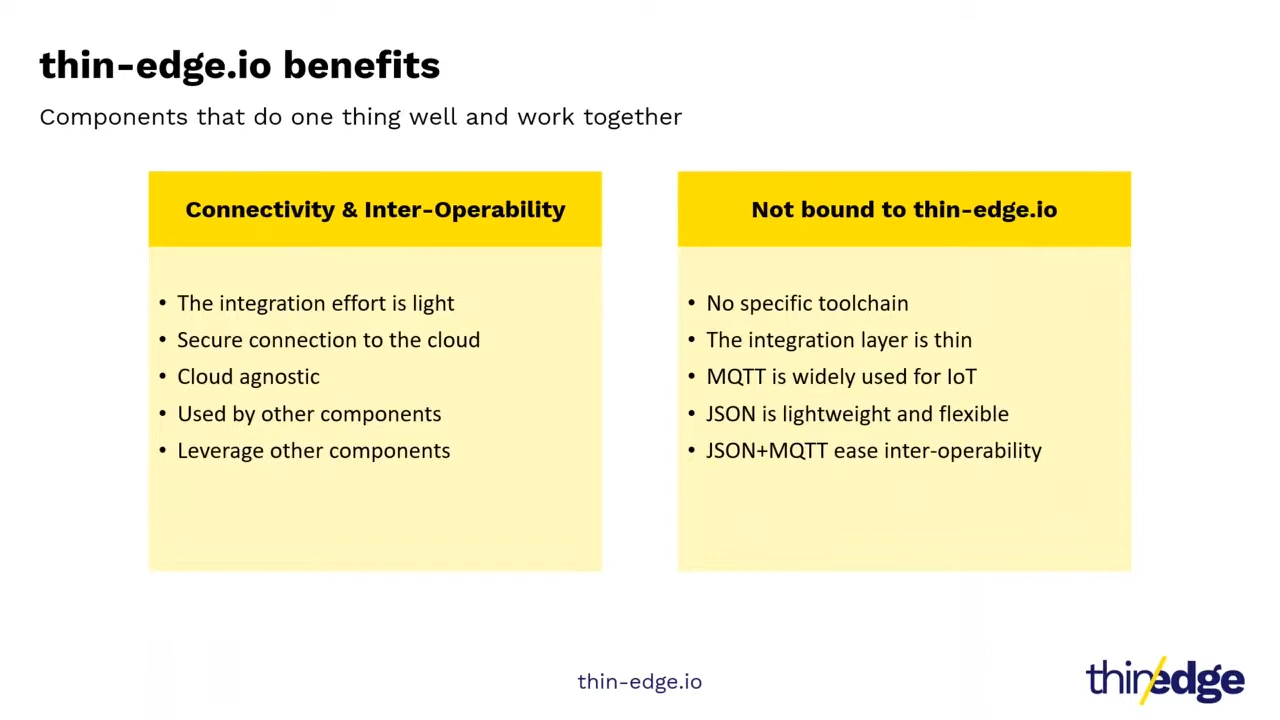 thin-edge.io benefits
Components that do one thing well and work together
Connectivity & Inter-Operability
• The integration effort is light
• Secure connection to the cloud
• Cloud agnostic
• Used by other components
• Leverage other components
Not bound to thin-edge.io
• No specific toolchain
• The integration layer is thin
• MQTT is widely used for IoT
• JSON is lightweight and flexible
• JSON+MQTT ease inter-operability
thin-edge.io
thin/edge